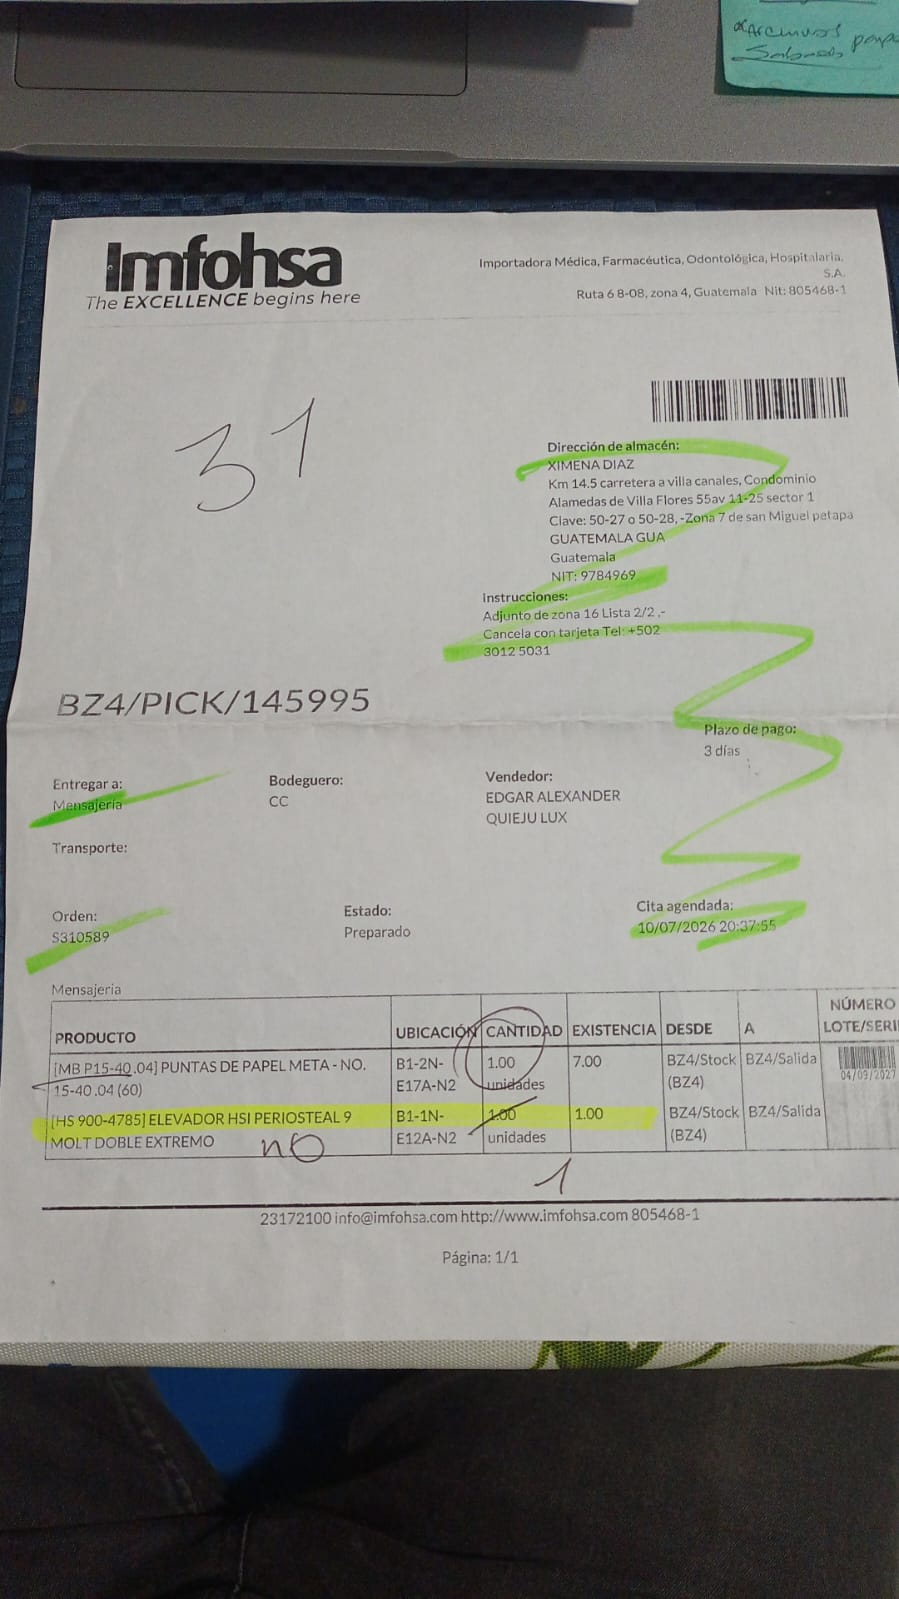 Imfohsa
The EXCELLENCE begins here
Importadora Médica, Farmacéutica, Odontológica, Hospitalaria,
S.A.
Ruta 6 8-08, zona 4, Guatemala Nit: 805468-1
31
Dirección de almacén:
XIMENA DIAZ
Km 14.5 carretera a villa canales, Condominio
Alamedas de Villa Flores 55av 11-25 sector 1
Clave: 50-27 o 50-28, -Zona 7 de san Miguel petapa
GUATEMALA GUA
Guatemala
NIT: 9784969
Instrucciones:
Adjunto de zona 16 Lista 2/2 ,-
Cancela con tarjeta Tel: +502
3012 5031
BZ4/PICK/145995
Plazo de pago:
3 días
Entregar a:
Mensajería
Bodeguero:
CC
Vendedor:
EDGAR ALEXANDER
QUIEJU LUX
Transporte:
Orden:
S310589
Estado:
Preparado
Cita agendada:
10/07/2026 20:37:55
Mensajería
PRODUCTO UBICACIÓN CANTIDAD EXISTENCIA DESDE A NÚMERO
LOTE/SERI
[MB P15-40.04] PUNTAS DE PAPEL META - NO. B1-2N- 1.00 7.00 BZ4/Stock BZ4/Salida
15-40 .04 (60) E17A-N2 unidades (BZ4) 04/09/2027
[HS 900-4785] ELEVADOR HSI PERIOSTEAL 9 B1-1N- 1.00 1.00 BZ4/Stock BZ4/Salida
MOLT DOBLE EXTREMO no E12A-N2 unidades (BZ4)
1
23172100 info@imfohsa.com http://www.imfohsa.com 805468-1
Página: 1/1